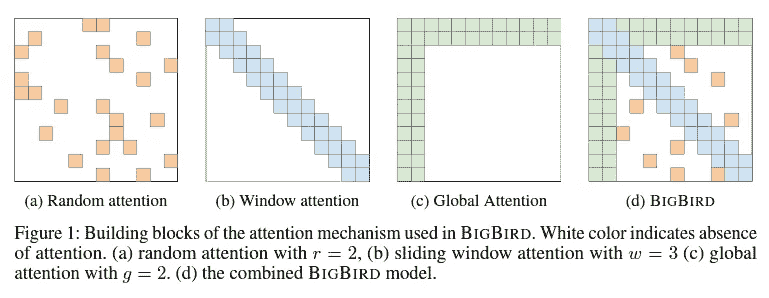 (a) Random attention (b) Window attention (c) Global Attention (d) BIGBIRD
Figure 1: Building blocks of the attention mechanism used in BIGBIRD. White color indicates absence
of attention. (a) random attention with r = 2, (b) sliding window attention with w = 3 (c) global
attention with g = 2. (d) the combined BIGBIRD model.